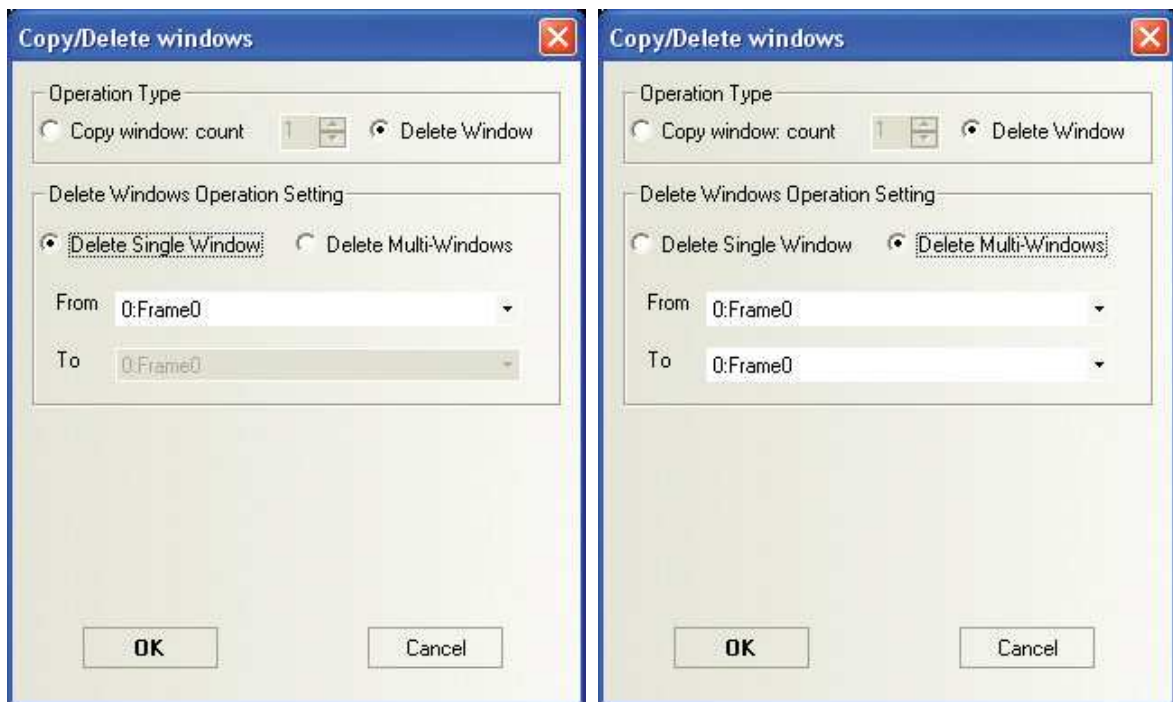 Copy/Delete windows
Operation Type
Copy window: count 1 Delete Window
Delete Windows Operation Setting
Delete Single Window Delete Multi-Windows
From 0:Frame0
To 0:Frame0
OK Cancel
Copy/Delete windows
Operation Type
Copy window: count 1 Delete Window
Delete Windows Operation Setting
Delete Single Window Delete Multi-Windows
From 0:Frame0
To 0:Frame0
OK Cancel